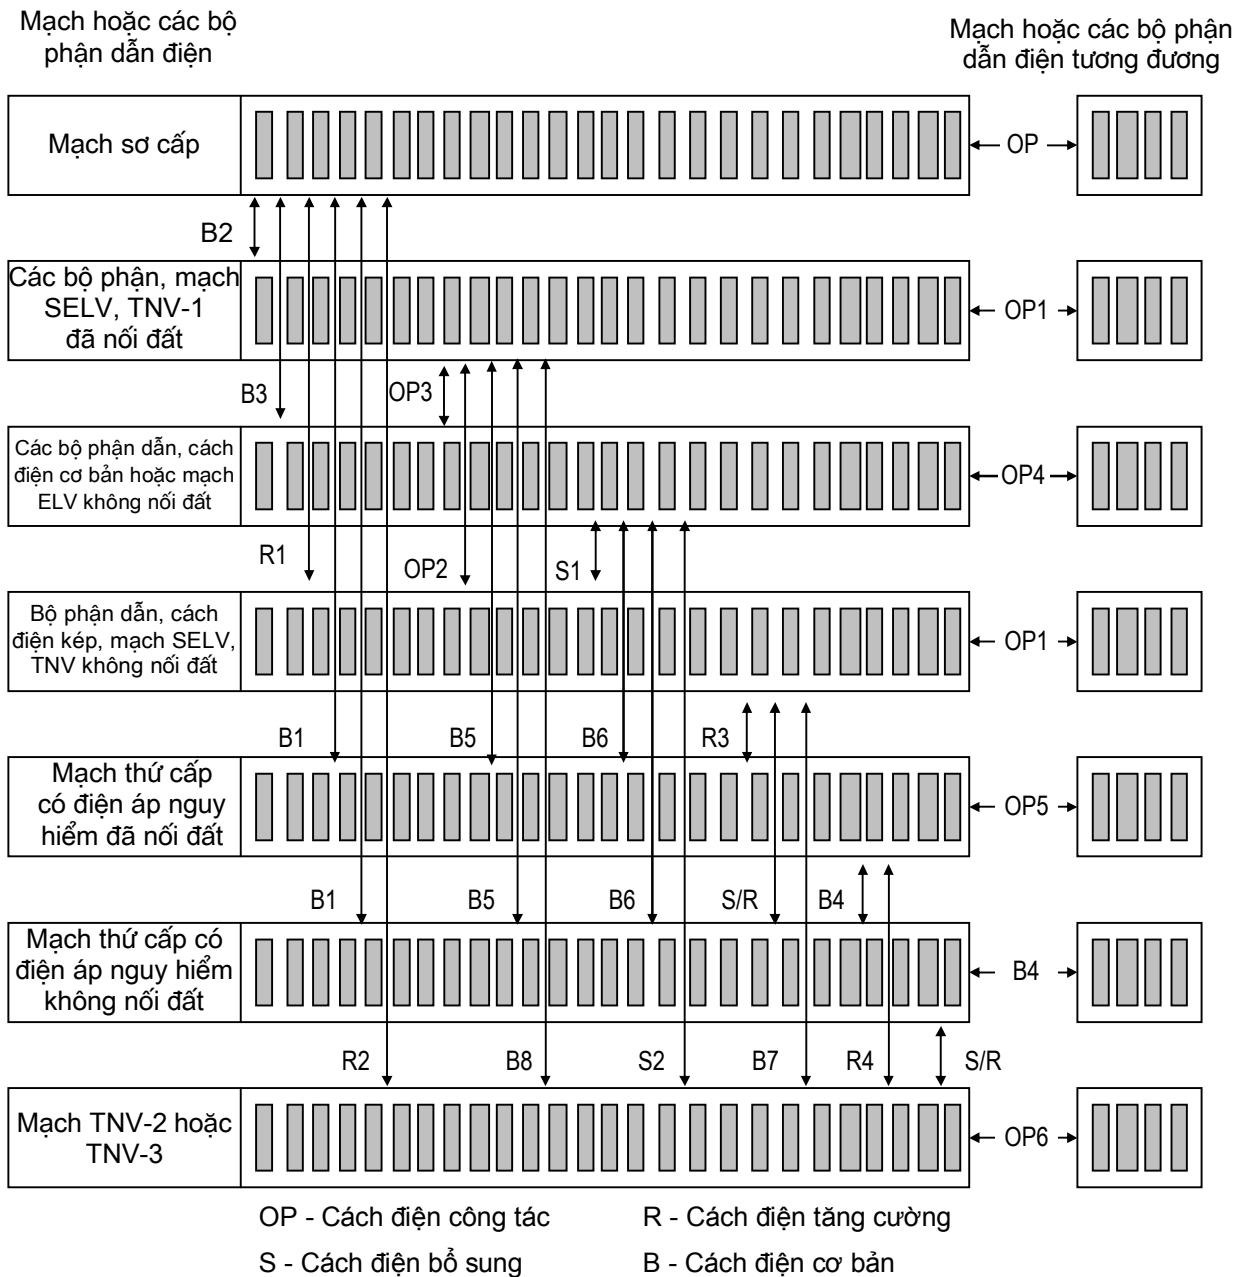 Mạch hoặc các bộ
phận dẫn điện
Mạch hoặc các bộ phận
dẫn điện tương đương
Mạch sơ cấp
OP
B2
Các bộ phận, mạch
SELV, TNV-1
đã nối đất
OP1
B3
OP3
Các bộ phận dẫn, cách
điện cơ bản hoặc mạch
ELV không nối đất
OP4
R1
OP2
S1
Bộ phận dẫn, cách
điện kép, mạch SELV,
TNV không nối đất
OP1
B1
B5
B6
R3
Mạch thứ cấp
có điện áp nguy
hiểm đã nối đất
OP5
B1
B5
B6
S/R
B4
Mạch thứ cấp có
điện áp nguy hiểm
không nối đất
B4
R2
B8
S2
B7
R4
S/R
Mạch TNV-2 hoặc
TNV-3
OP6
OP - Cách điện công tác
R - Cách điện tăng cường
S - Cách điện bổ sung
B - Cách điện cơ bản